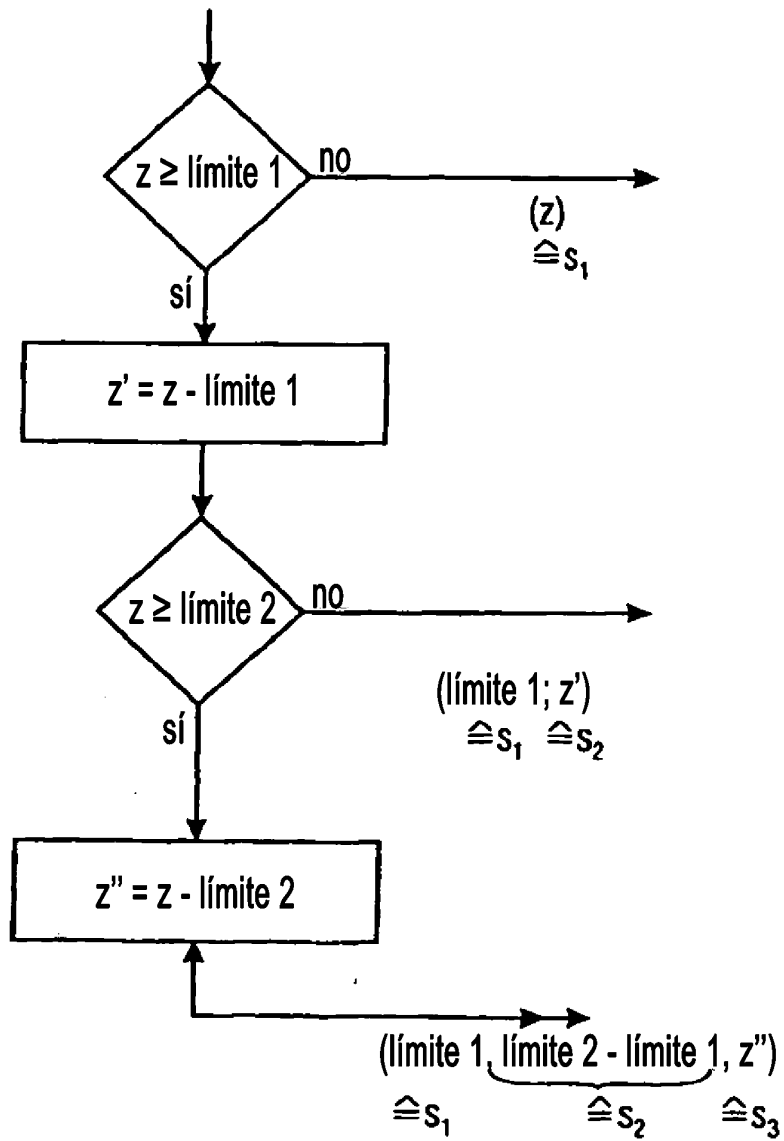 z ≥ límite 1
no
(z)
≙s₁
sí
z' = z - límite 1
z ≥ límite 2
no
(límite 1; z')
≙s₁ ≙s₂
sí
z'' = z - límite 2
(límite 1, límite 2 - límite 1, z'')
≙s₁ ≙s₂ ≙s₃